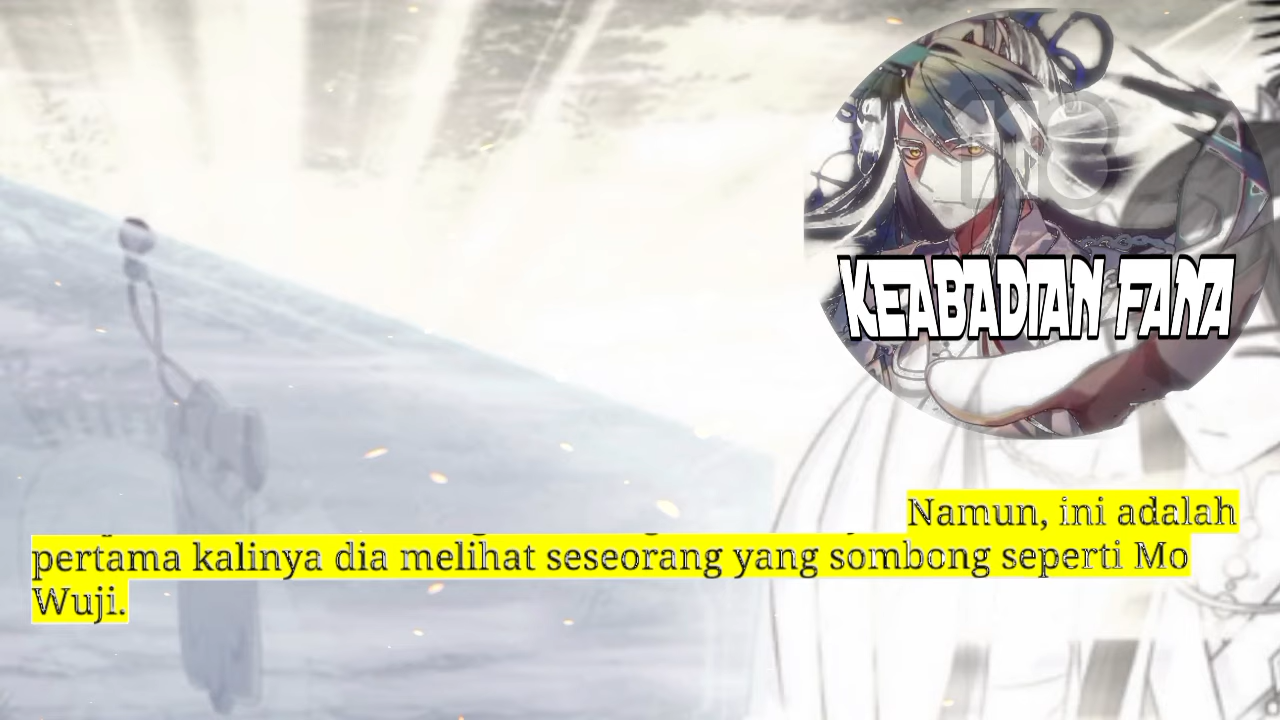 KEABADIAN FANA
Namun, ini adalah
pertama kalinya dia melihat seseorang yang sombong seperti Mo
Wuji.